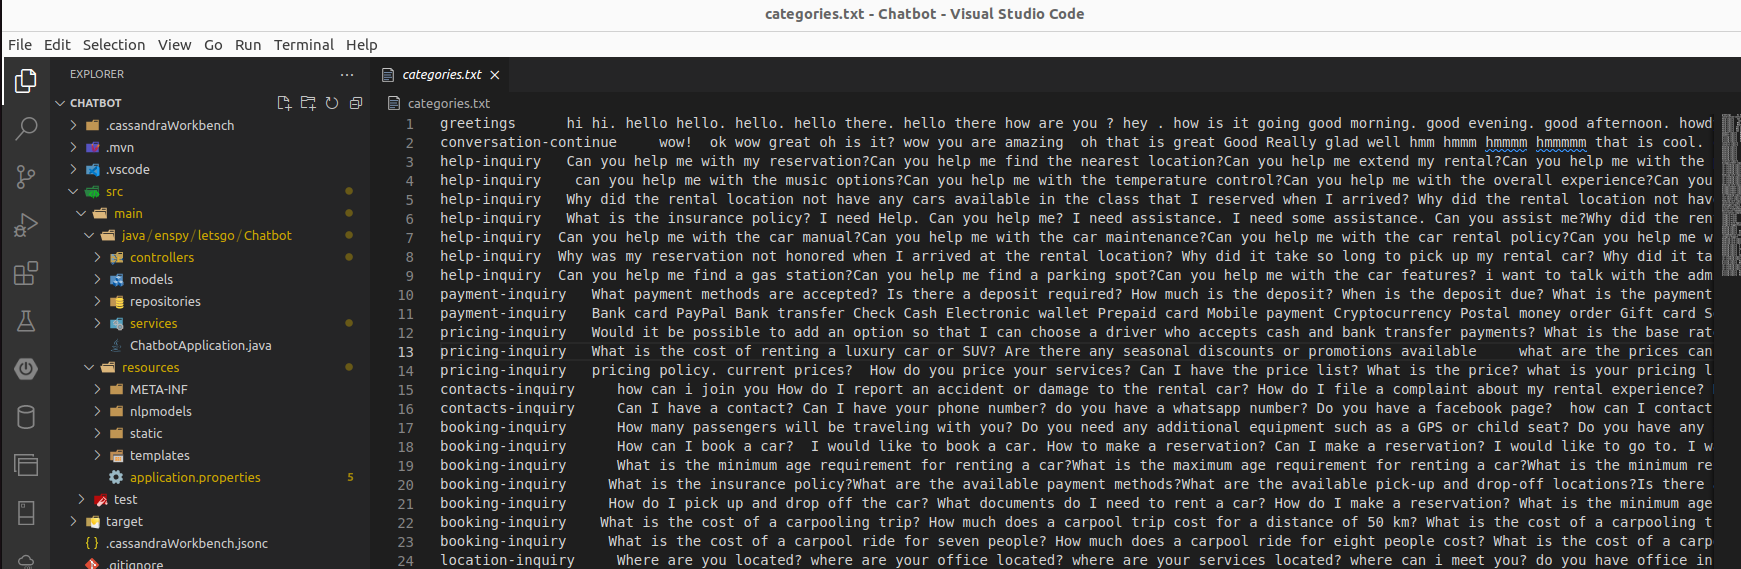 categories.txt - Chatbot - Visual Studio Code
File Edit Selection View Go Run Terminal Help
EXPLORER
CHATBOT
.cassandraWorkbench
.mvn
.vscode
src
main
java / enspy / letsgo / Chatbot
controllers
models
repositories
services
ChatbotApplication.java
resources
META-INF
nlpmodels
static
templates
application.properties 5
test
target
.cassandraWorkbench.jsonc
.gitignore
categories.txt
categories.txt
1 greetings hi hi. hello hello. hello. hello there. hello there how are you ? hey . how is it going good morning. good evening. good afternoon. howd
2 conversation-continue wow! ok wow great oh is it? wow you are amazing oh that is great Good Really glad well hmm hmmm hmmmm hmmmmm that is cool.
3 help-inquiry Can you help me with my reservation?Can you help me find the nearest location?Can you help me extend my rental?Can you help me with the
4 help-inquiry can you help me with the music options?Can you help me with the temperature control?Can you help me with the overall experience?Can you
5 help-inquiry Why did the rental location not have any cars available in the class that I reserved when I arrived? Why did the rental location not hav
6 help-inquiry What is the insurance policy? I need Help. Can you help me? I need assistance. I need some assistance. Can you assist me?Why did the ren
7 help-inquiry Can you help me with the car manual?Can you help me with the car maintenance?Can you help me with the car rental policy?Can you help me w
8 help-inquiry Why was my reservation not honored when I arrived at the rental location? Why did it take so long to pick up my rental car? Why did it ta
9 help-inquiry Can you help me find a gas station?Can you help me find a parking spot?Can you help me with the car features? i want to talk with the adm
10 payment-inquiry What payment methods are accepted? Is there a deposit required? How much is the deposit? When is the deposit due? What is the payment
11 payment-inquiry Bank card PayPal Bank transfer Check Cash Electronic wallet Prepaid card Mobile payment Cryptocurrency Postal money order Gift card S
12 pricing-inquiry Would it be possible to add an option so that I can choose a driver who accepts cash and bank transfer payments? What is the base rat
13 pricing-inquiry What is the cost of renting a luxury car or SUV? Are there any seasonal discounts or promotions available what are the prices can
14 pricing-inquiry pricing policy. current prices? How do you price your services? Can I have the price list? What is the price? what is your pricing l
15 contacts-inquiry how can i join you How do I report an accident or damage to the rental car? How do I file a complaint about my rental experience?
16 contacts-inquiry Can I have a contact? Can I have your phone number? do you have a whatsapp number? Do you have a facebook page? how can I contact
17 booking-inquiry How many passengers will be traveling with you? Do you need any additional equipment such as a GPS or child seat? Do you have any
18 booking-inquiry How can I book a car? I would like to book a car. How to make a reservation? Can I make a reservation? I would like to go to. I w
19 booking-inquiry What is the minimum age requirement for renting a car?What is the maximum age requirement for renting a car?What is the minimum re
20 booking-inquiry What is the insurance policy?What are the available payment methods?What are the available pick-up and drop-off locations?Is there
21 booking-inquiry How do I pick up and drop off the car? What documents do I need to rent a car? How do I make a reservation? What is the minimum age
22 booking-inquiry What is the cost of a carpooling trip? How much does a carpool trip cost for a distance of 50 km? What is the cost of a carpooling t
23 booking-inquiry What is the cost of a carpool ride for seven people? How much does a carpool ride for eight people cost? What is the cost of a carp
24 location-inquiry Where are you located? where are your office located? where are your services located? where can i meet you? do you have office in